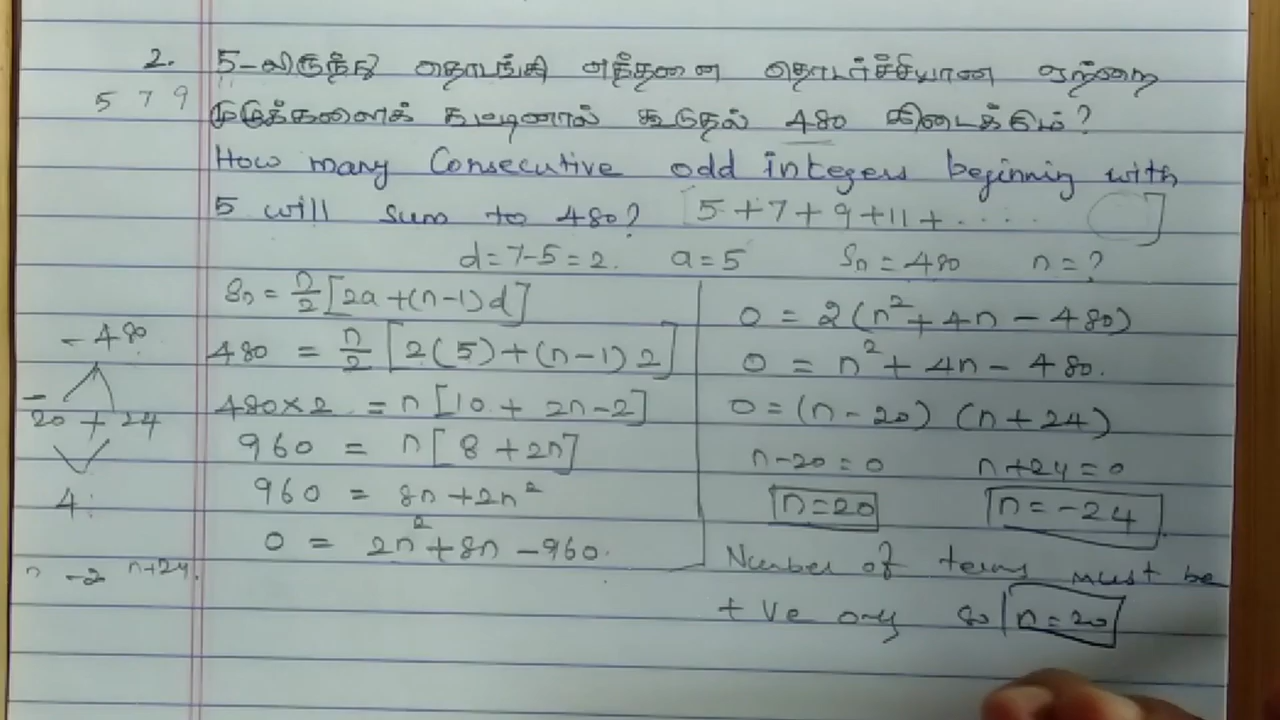 2. 5-லிருந்து தொடங்கி எத்தனை தொடர்ச்சியான ஒற்றை
5 7 9 முழுக்களைக் கூட்டினால் கூடுதல் 480 கிடைக்கும்?
How many Consecutive odd integers beginning with
5 will sum to 480? [5 + 7 + 9 + 11 + ..... ]
d = 7-5 = 2. a = 5 Sn = 480 n = ?
Sn = n/2 [2a + (n-1) d]
480 = n/2 [2(5) + (n-1) 2]
480 × 2 = n [10 + 2n - 2]
960 = n [8 + 2n]
960 = 8n + 2n²
0 = 2n² + 8n - 960.
- 480
- 20 + 24
4
n -2 n+24.
0 = 2 (n² + 4n - 480)
0 = n² + 4n - 480.
0 = (n - 20) (n + 24)
n - 20 = 0 n + 24 = 0
n = 20 n = -24
Number of terms must be
+ ve only so n = 20